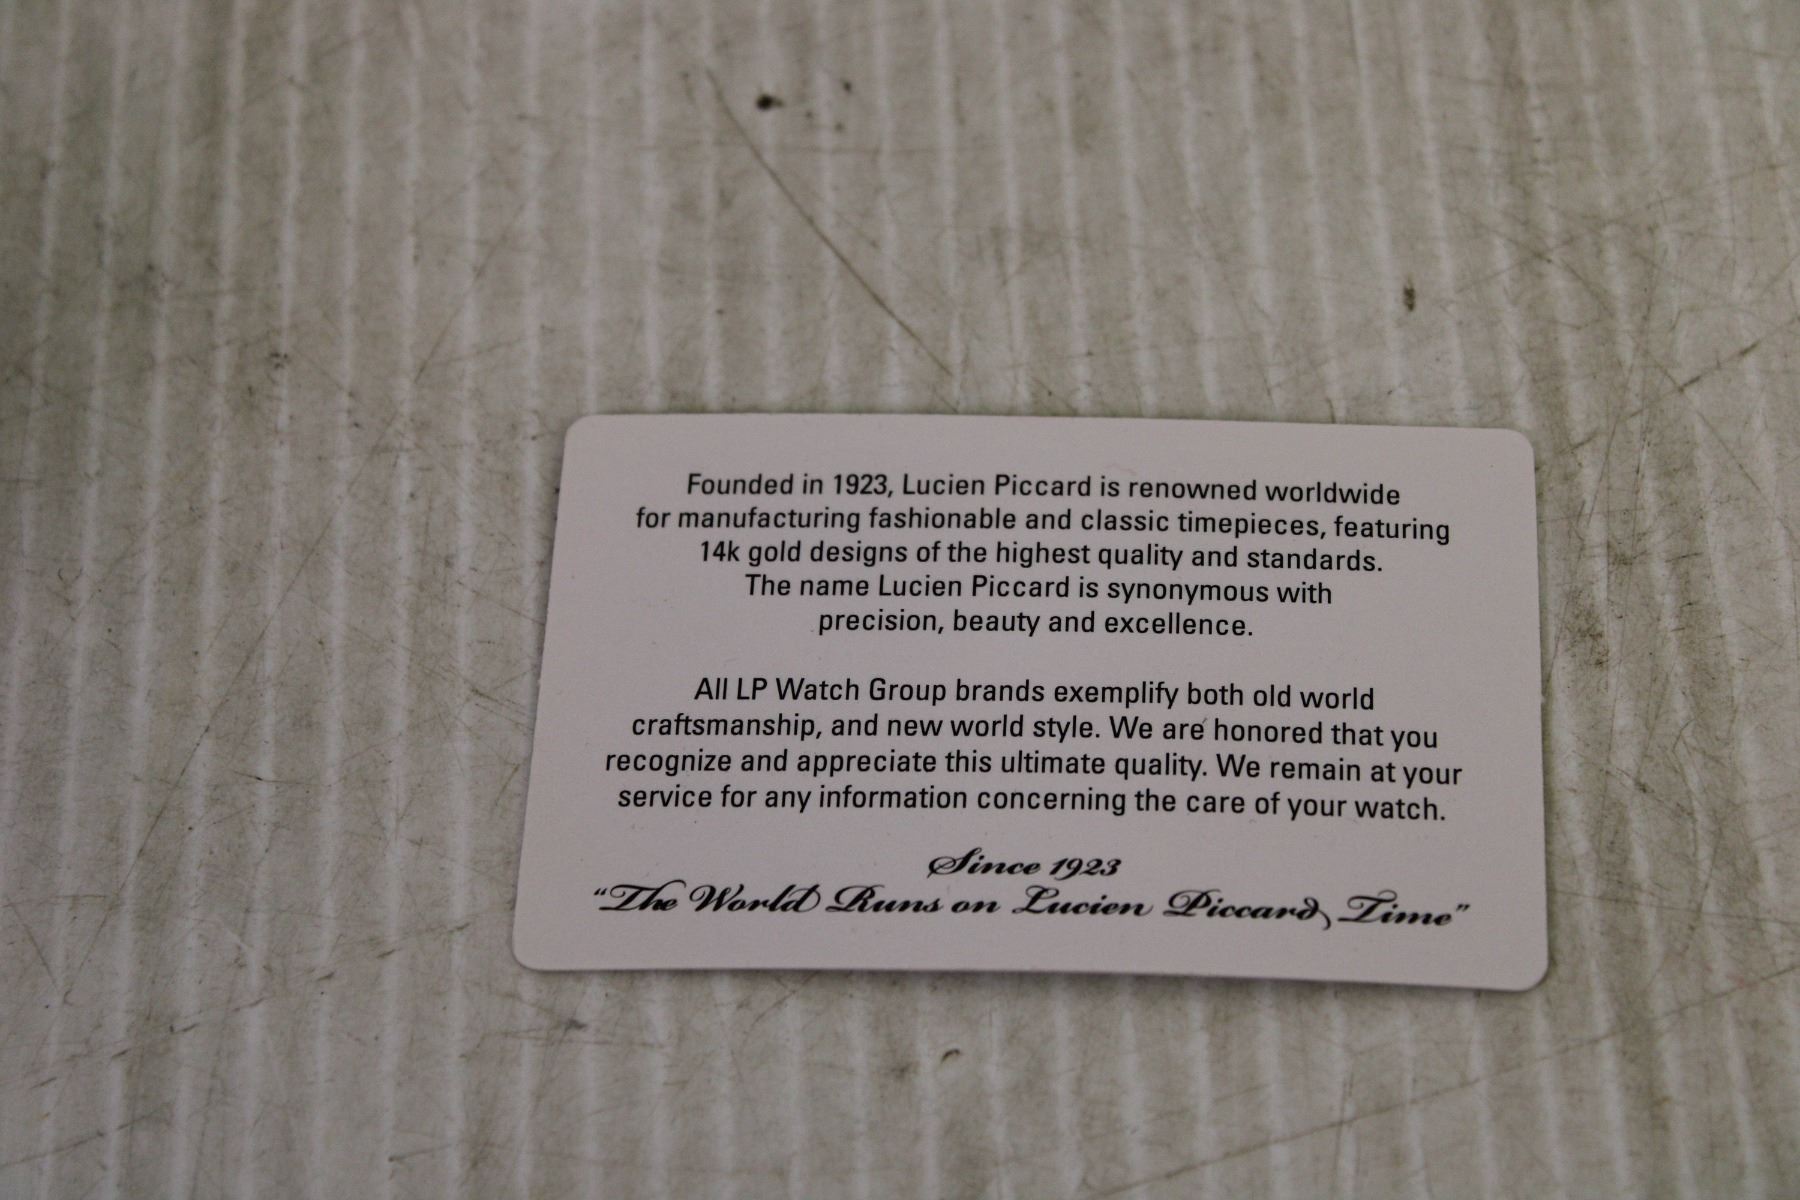 Founded in 1923, Lucien Piccard is renowned worldwide
for manufacturing fashionable and classic timepieces, featuring
14k gold designs of the highest quality and standards.
The name Lucien Piccard is synonymous with
precision, beauty and excellence.
All LP Watch Group brands exemplify both old world
craftsmanship, and new world style. We are honored that you
recognize and appreciate this ultimate quality. We remain at your
service for any information concerning the care of your watch.
Since 1923
“The World Runs on Lucien Piccard Time”